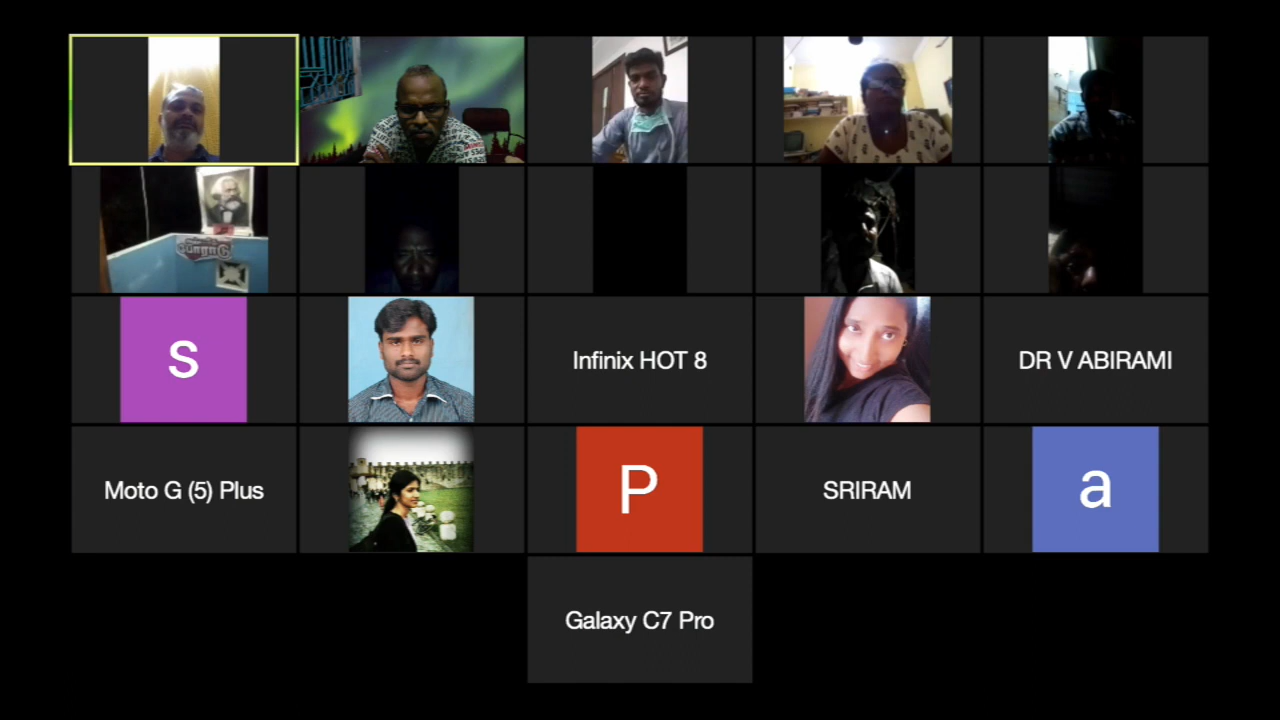 போராடு
S
Infinix HOT 8
DR V ABIRAMI
Moto G (5) Plus
P
SRIRAM
a
Galaxy C7 Pro